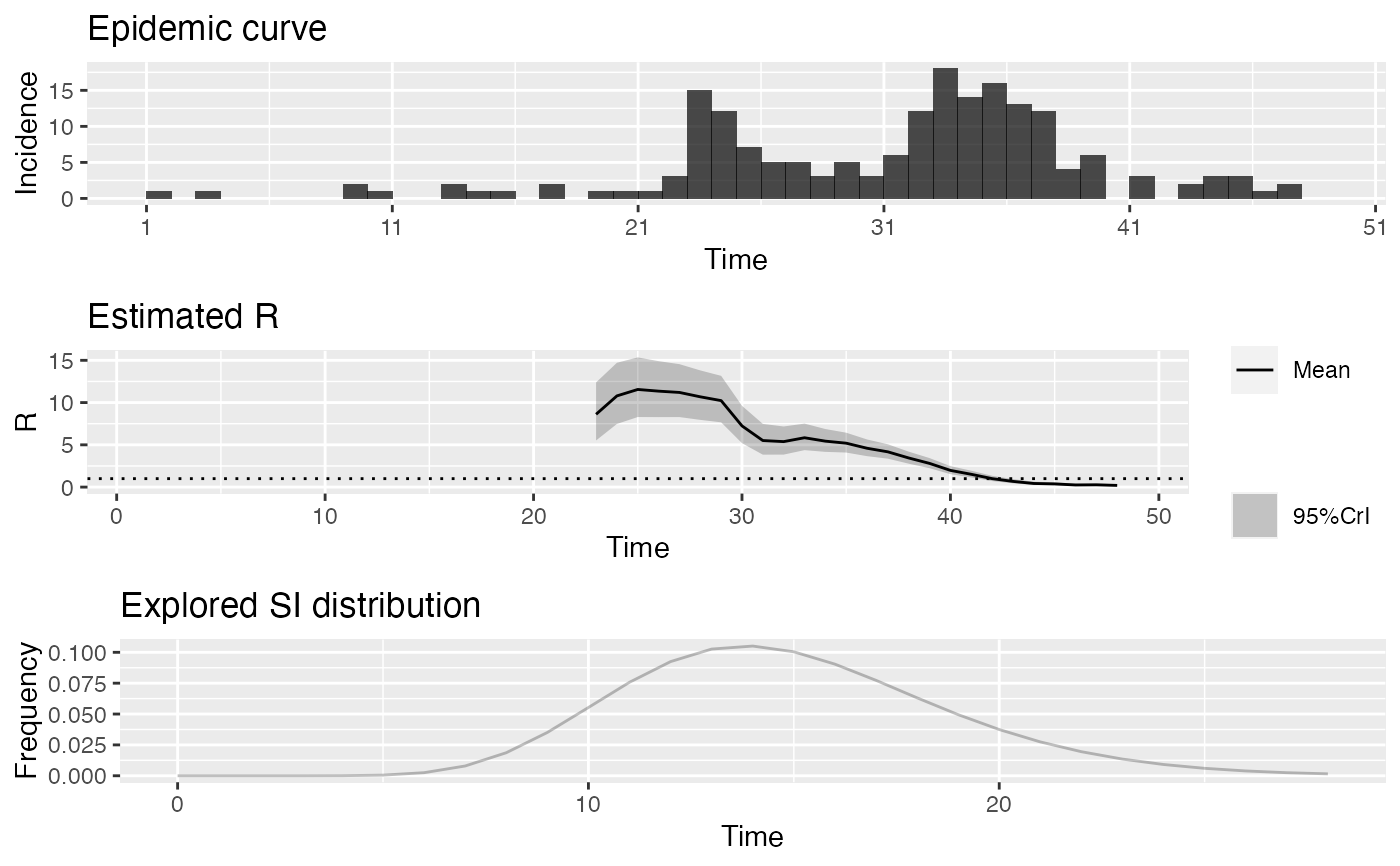 Epidemic curve
Incidence
15
10
5
0
1 11 21 31 41 51
Time
Estimated R
R
15
10
5
0
0 10 20 30 40 50
Time
Mean
95%CrI
Explored SI distribution
Frequency
0.100
0.075
0.050
0.025
0.000
0 10 20
Time